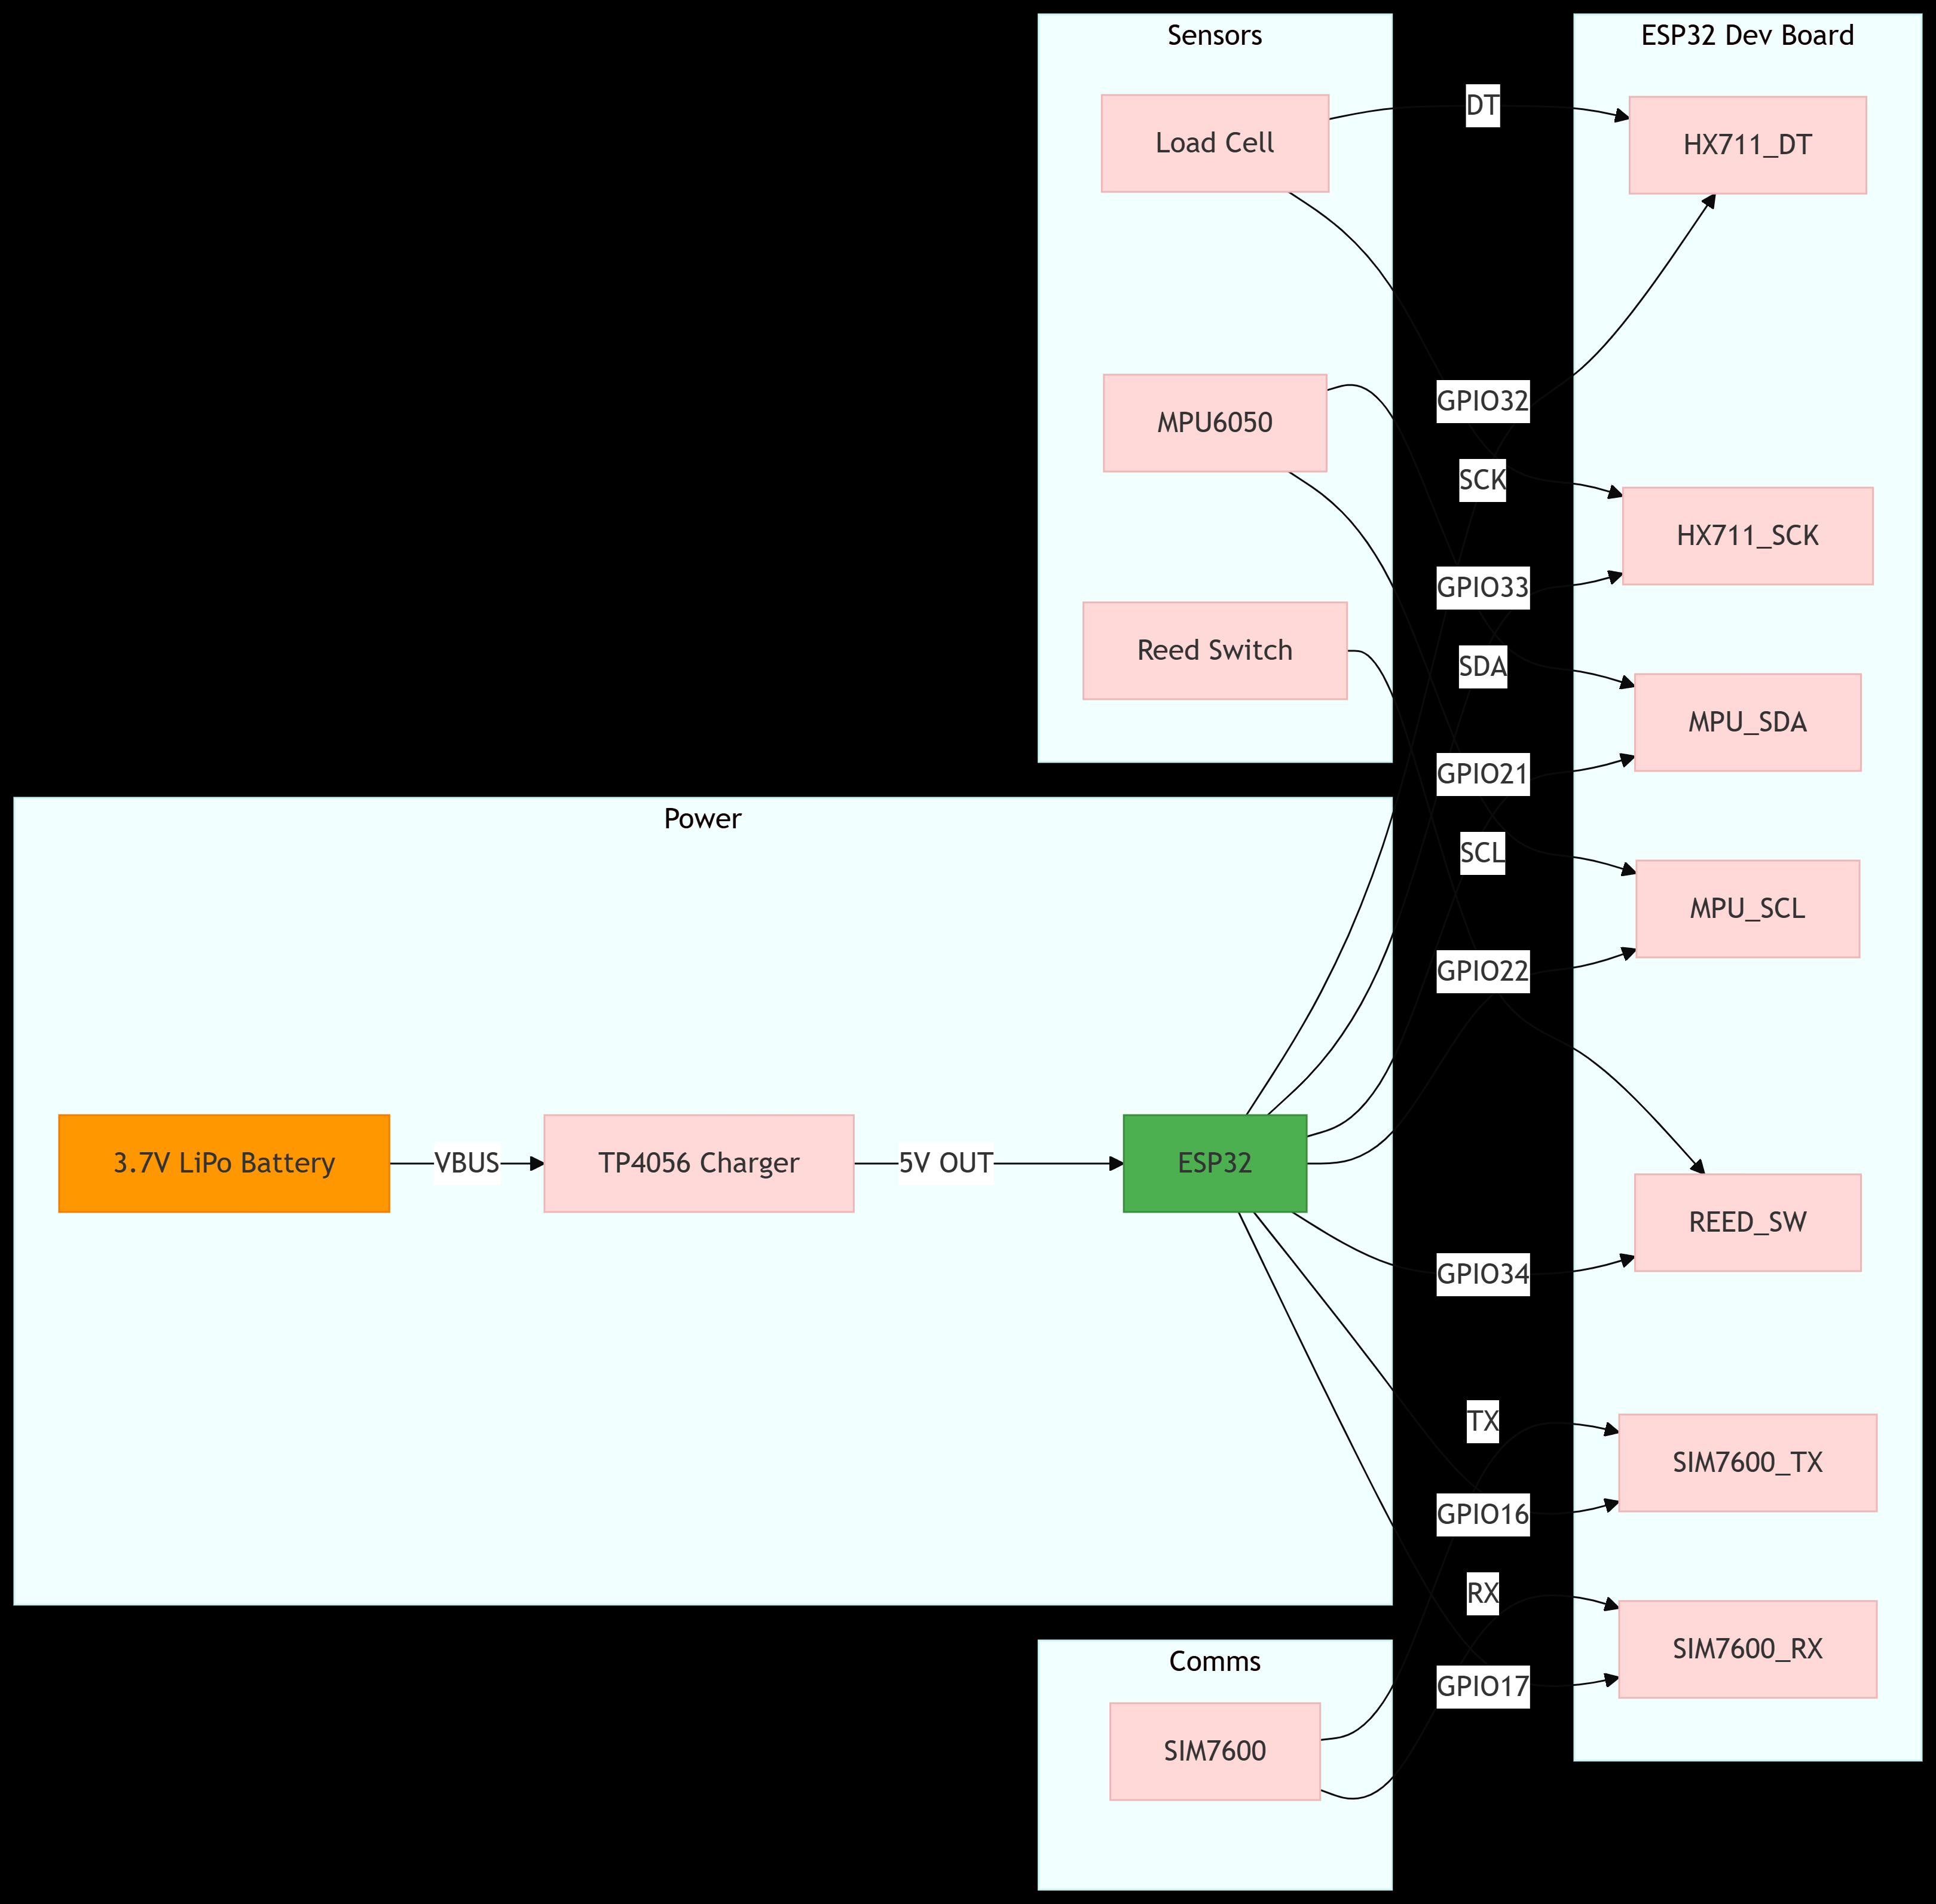 Sensors
Load Cell
MPU6050
Reed Switch
Power
3.7V LiPo Battery
VBUS
TP4056 Charger
5V OUT
ESP32
Comms
SIM7600
DT
GPIO32
SCK
GPIO33
SDA
GPIO21
SCL
GPIO22
GPIO34
TX
GPIO16
RX
GPIO17
ESP32 Dev Board
HX711_DT
HX711_SCK
MPU_SDA
MPU_SCL
REED_SW
SIM7600_TX
SIM7600_RX